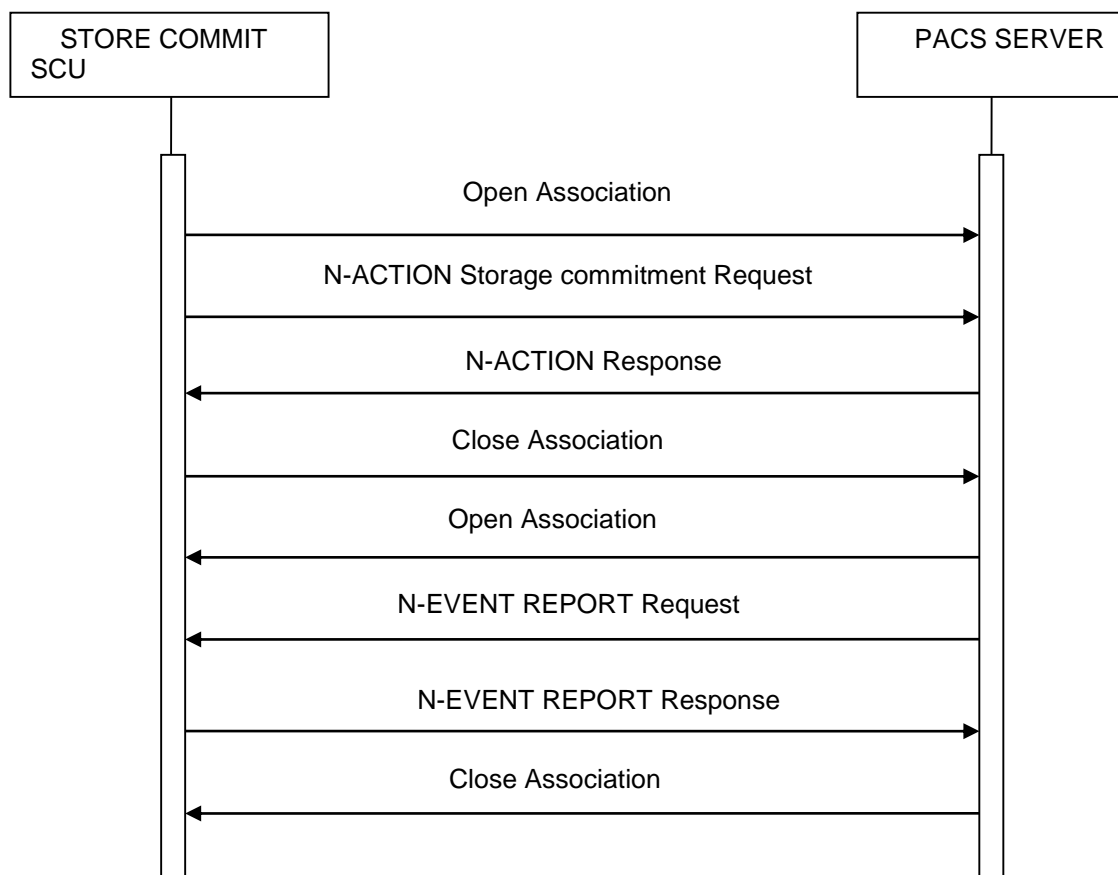 STORE COMMIT
SCU
PACS SERVER
Open Association
N-ACTION Storage commitment Request
N-ACTION Response
Close Association
Open Association
N-EVENT REPORT Request
N-EVENT REPORT Response
Close Association